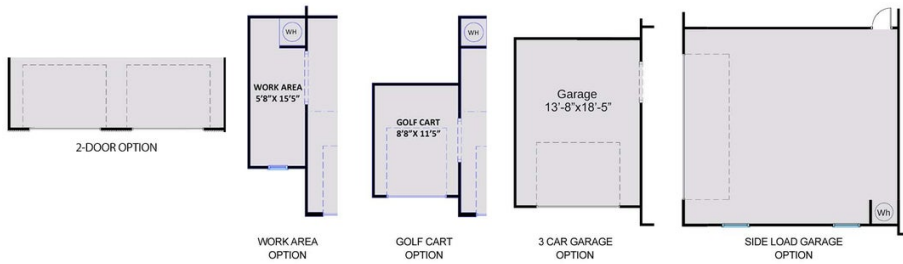 2-DOOR OPTION
WH
WORK AREA
5'8"X 15'5"
WORK AREA
OPTION
WH
GOLF CART
8'8"X 11'5"
GOLF CART
OPTION
Garage
13'-8"x18'-5"
3 CAR GARAGE
OPTION
Wh
SIDE LOAD GARAGE
OPTION